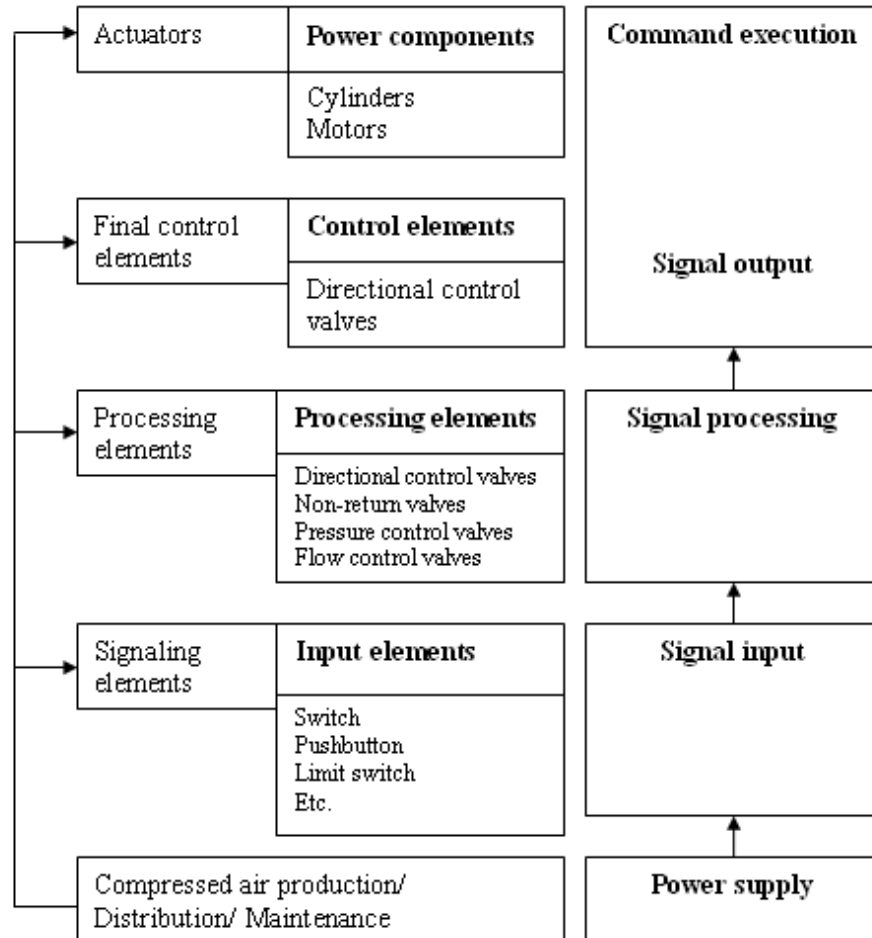 Actuators
Power components
Cylinders
Motors
Command execution
Final control
elements
Control elements
Directional control
valves
Signal output
Processing
elements
Processing elements
Directional control valves
Non-return valves
Pressure control valves
Flow control valves
Signal processing
Signaling
elements
Input elements
Switch
Pushbutton
Limit switch
Etc.
Signal input
Compressed air production/
Distribution/ Maintenance
Power supply